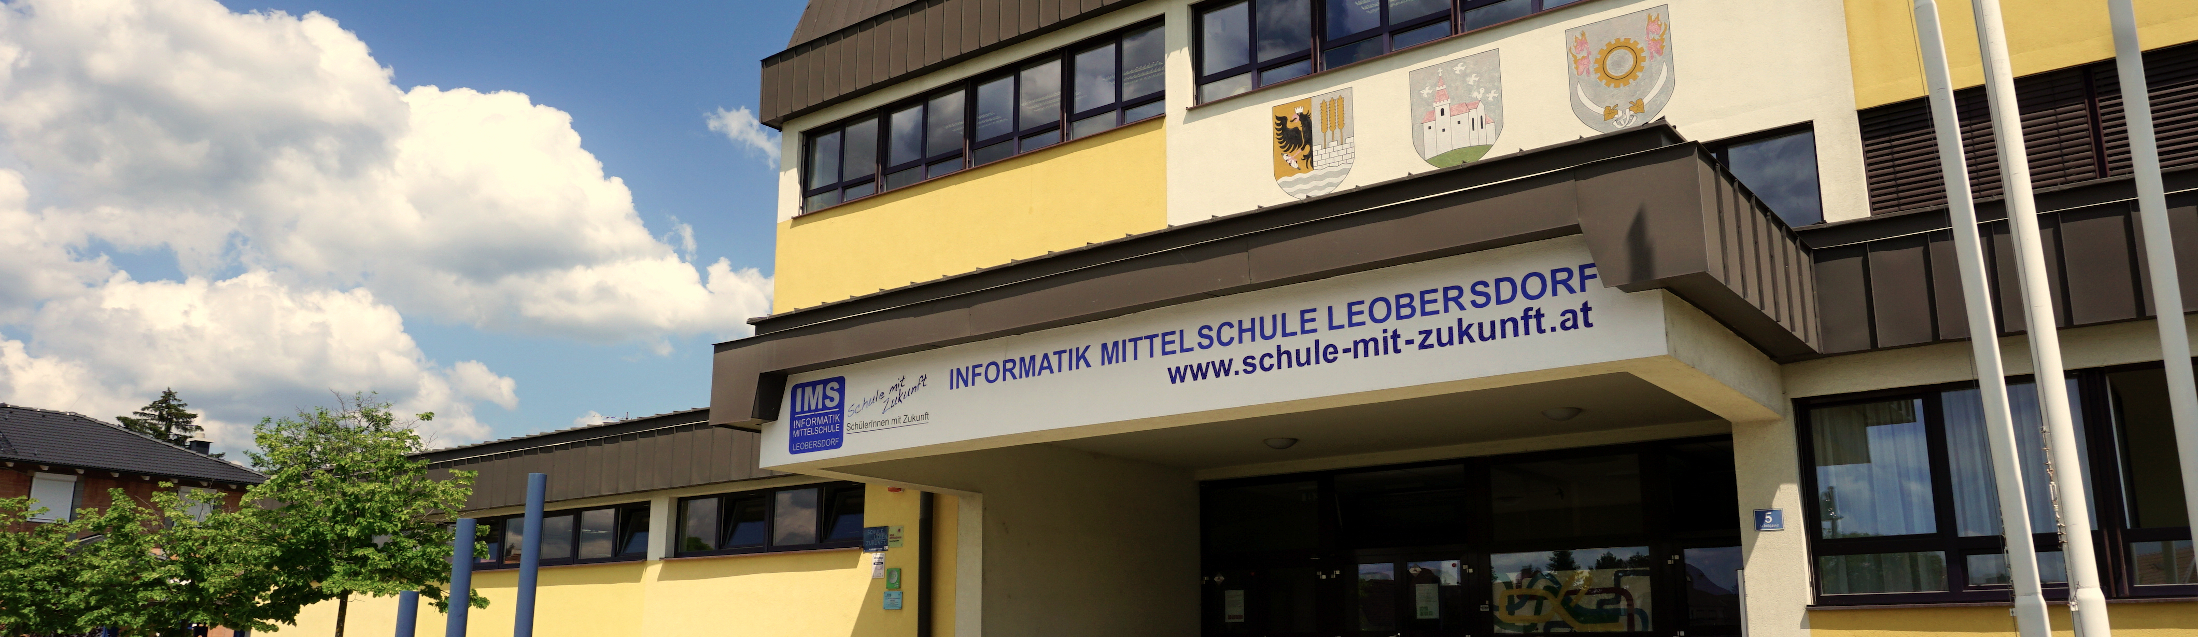 INFORMATIK MITTELSCHULE LEOBERSDORF
www.schule-mit-zukunft.at
IMS
INFORMATIK
MITTELSCHULE
LEOBERSDORF
Schule mit
Zukunft
SchülerInnen mit Zukunft
5